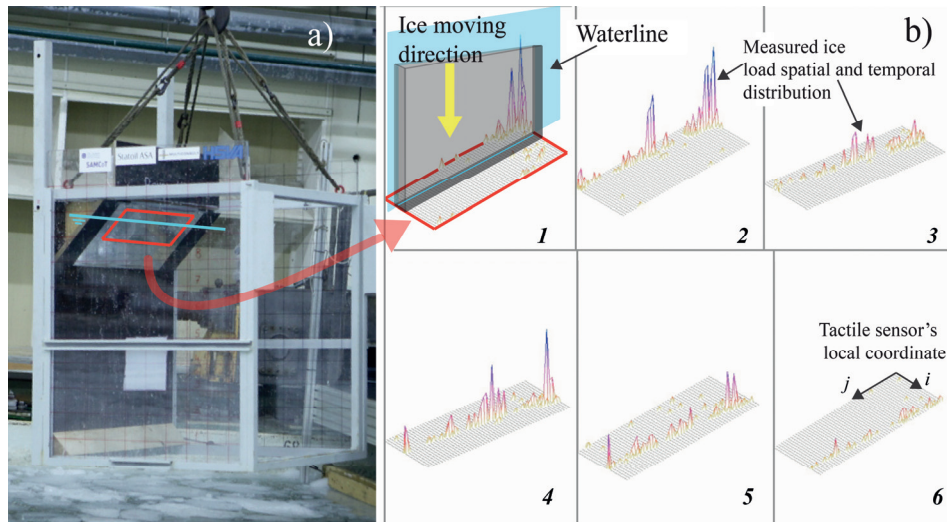 a)
SAMCoT
Statoil ASA
HSVA
6B
Ice moving
direction
Waterline
b)
Measured ice
load spatial and temporal
distribution
1
2
3
Tactile sensor's
local coordinate
j
i
4
5
6